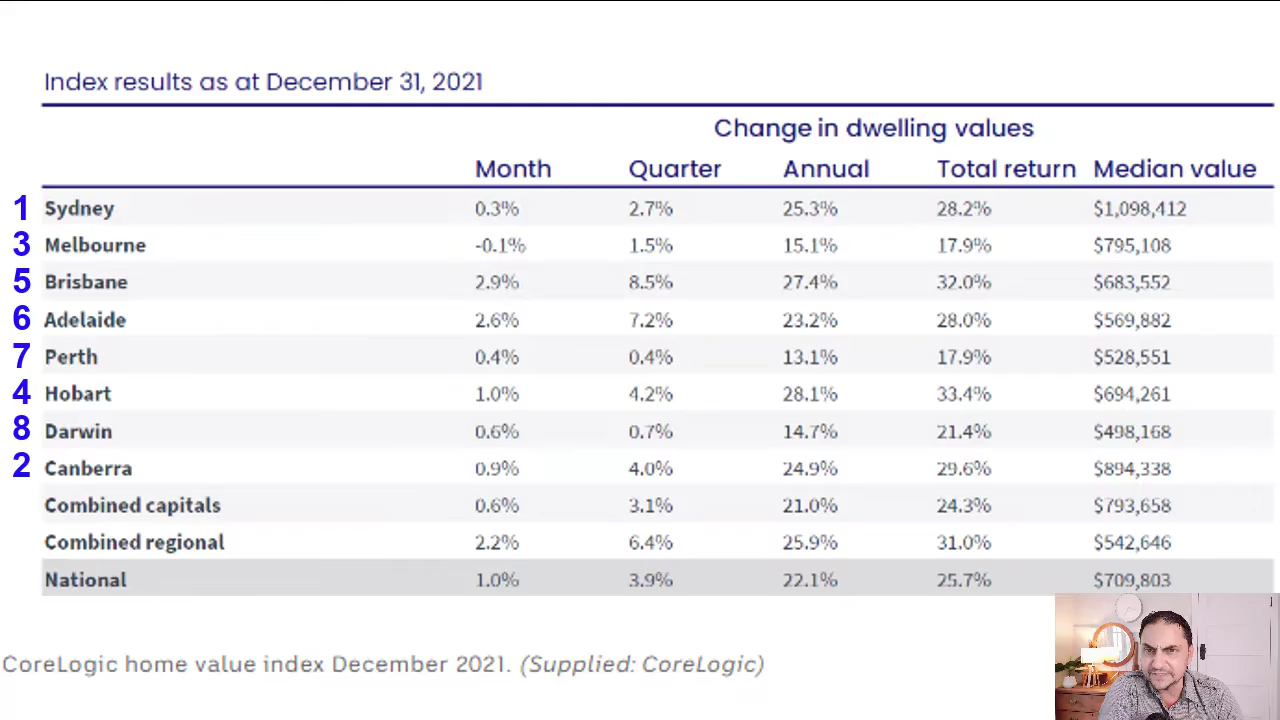 Index results as at December 31, 2021
Change in dwelling values
Month Quarter Annual Total return Median value
1 Sydney 0.3% 2.7% 25.3% 28.2% $1,098,412
3 Melbourne -0.1% 1.5% 15.1% 17.9% $795,108
5 Brisbane 2.9% 8.5% 27.4% 32.0% $683,552
6 Adelaide 2.6% 7.2% 23.2% 28.0% $569,882
7 Perth 0.4% 0.4% 13.1% 17.9% $528,551
4 Hobart 1.0% 4.2% 28.1% 33.4% $694,261
8 Darwin 0.6% 0.7% 14.7% 21.4% $498,168
2 Canberra 0.9% 4.0% 24.9% 29.6% $894,338
Combined capitals 0.6% 3.1% 21.0% 24.3% $793,658
Combined regional 2.2% 6.4% 25.9% 31.0% $542,646
National 1.0% 3.9% 22.1% 25.7% $709,803
CoreLogic home value index December 2021. (Supplied: CoreLogic)